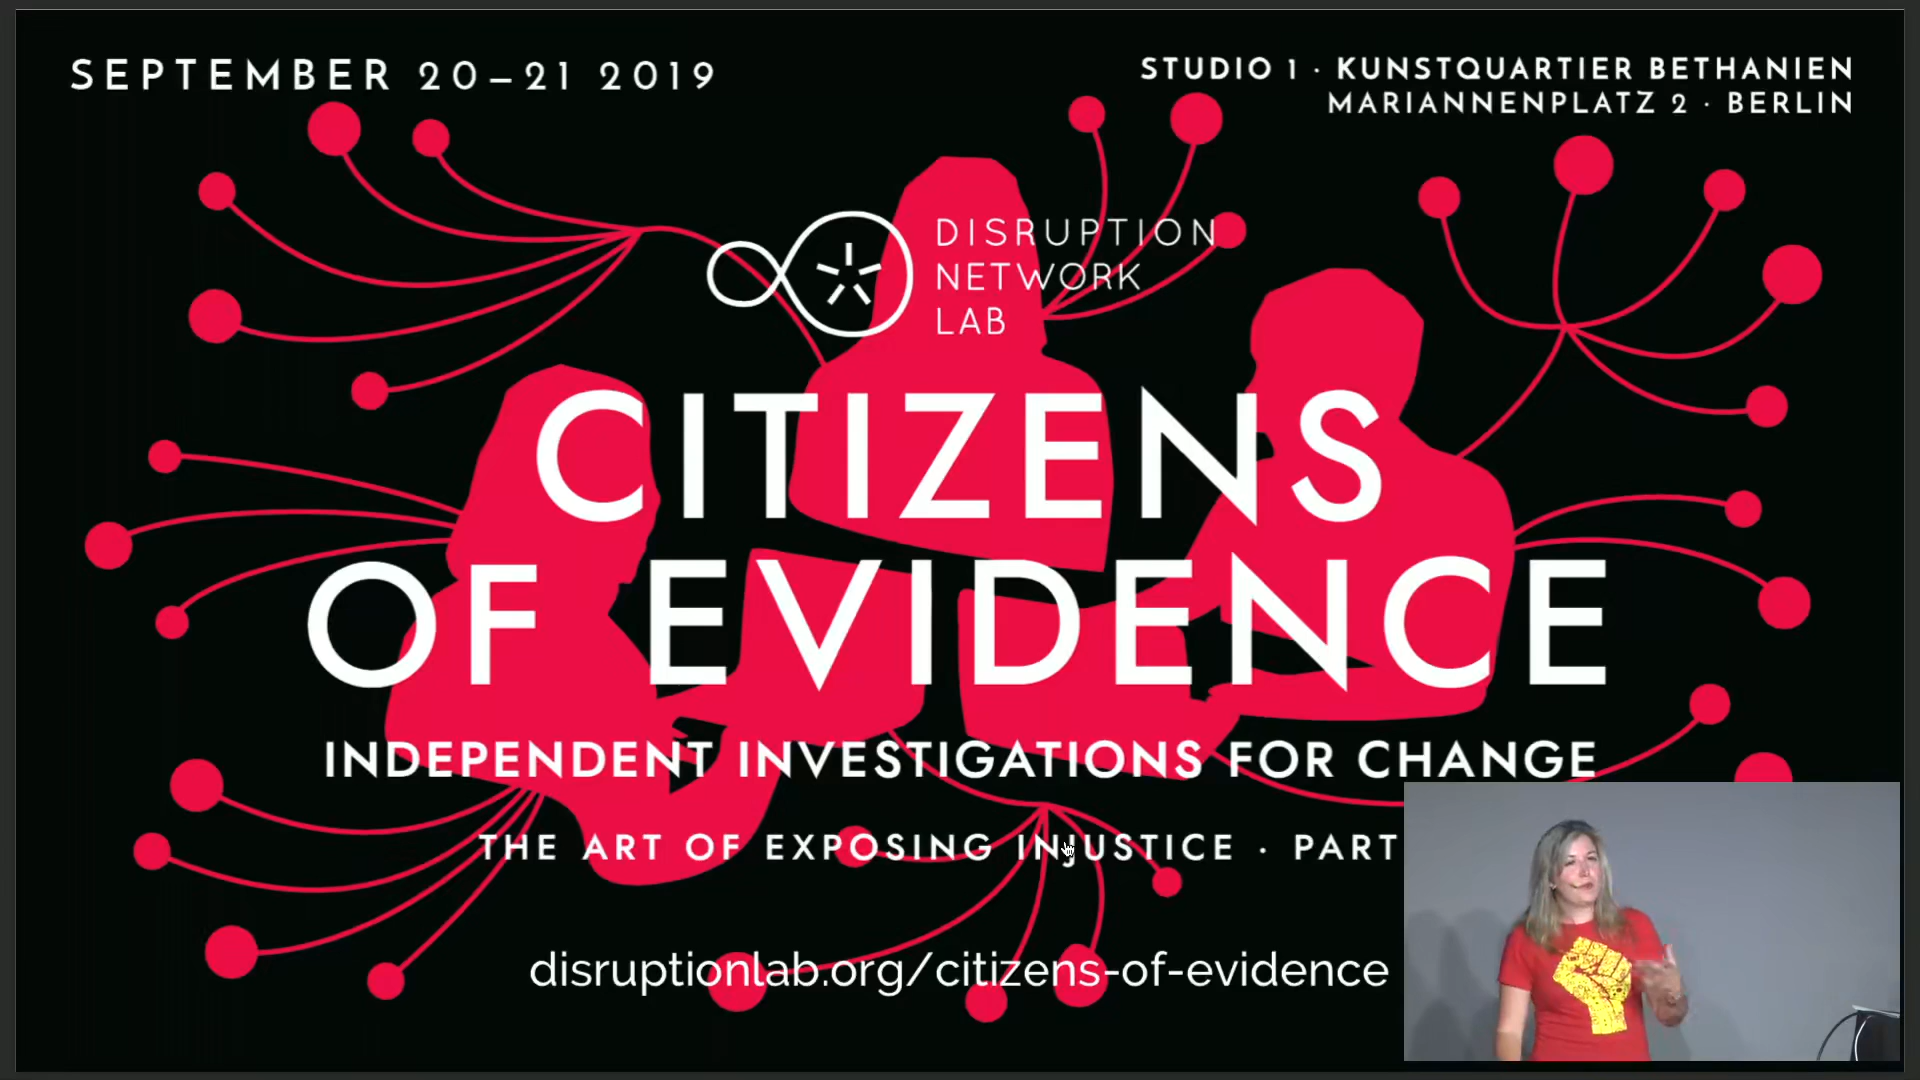 SEPTEMBER 20–21 2019
STUDIO 1 · KUNSTQUARTIER BETHANIEN
MARIANNENPLATZ 2 · BERLIN
DISRUPTION
NETWORK
LAB
CITIZENS
OF EVIDENCE
INDEPENDENT INVESTIGATIONS FOR CHANGE
THE ART OF EXPOSING INJUSTICE · PART
disruptionlab.org/citizens-of-evidence